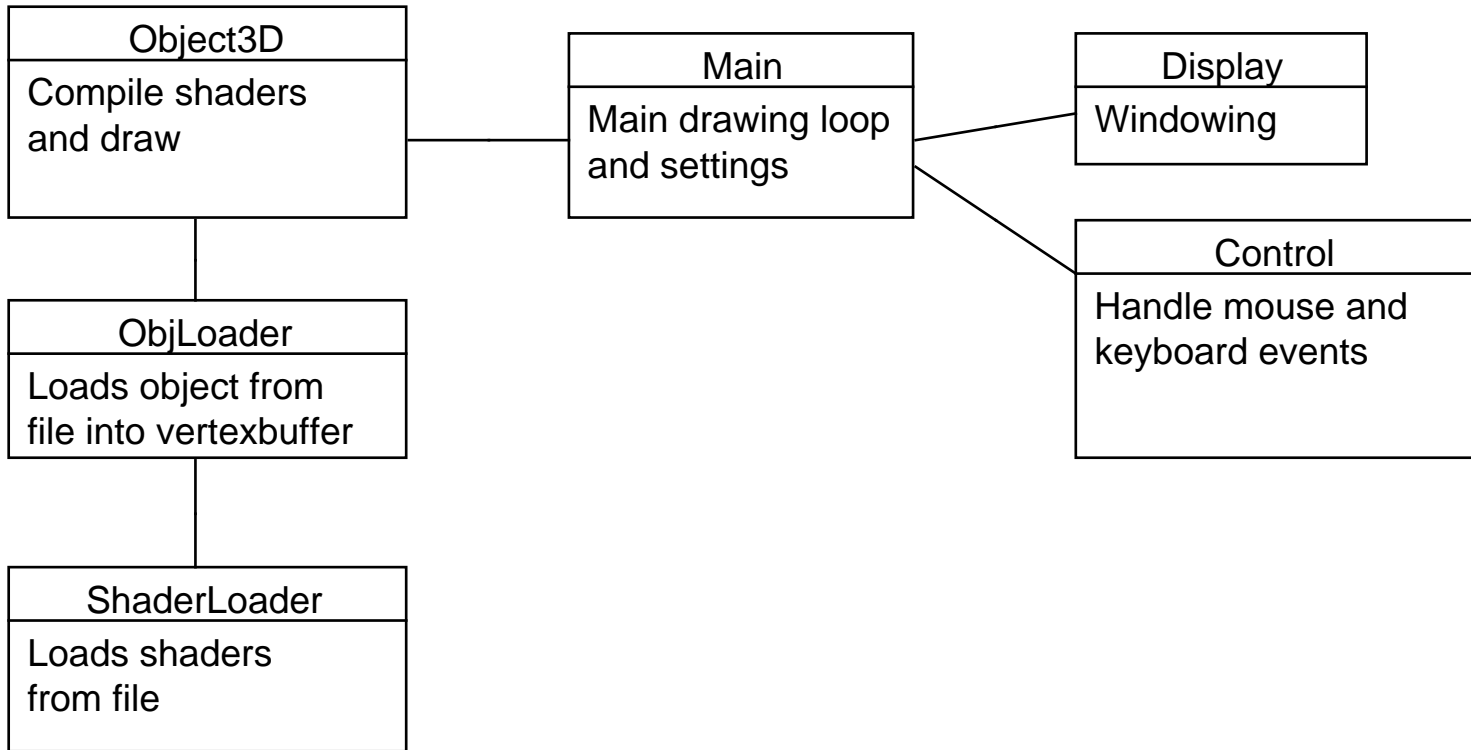 Object3D
Compile shaders
and draw
Main
Main drawing loop
and settings
Display
Windowing
Control
Handle mouse and
keyboard events
ObjLoader
Loads object from
file into vertexbuffer
ShaderLoader
Loads shaders
from file